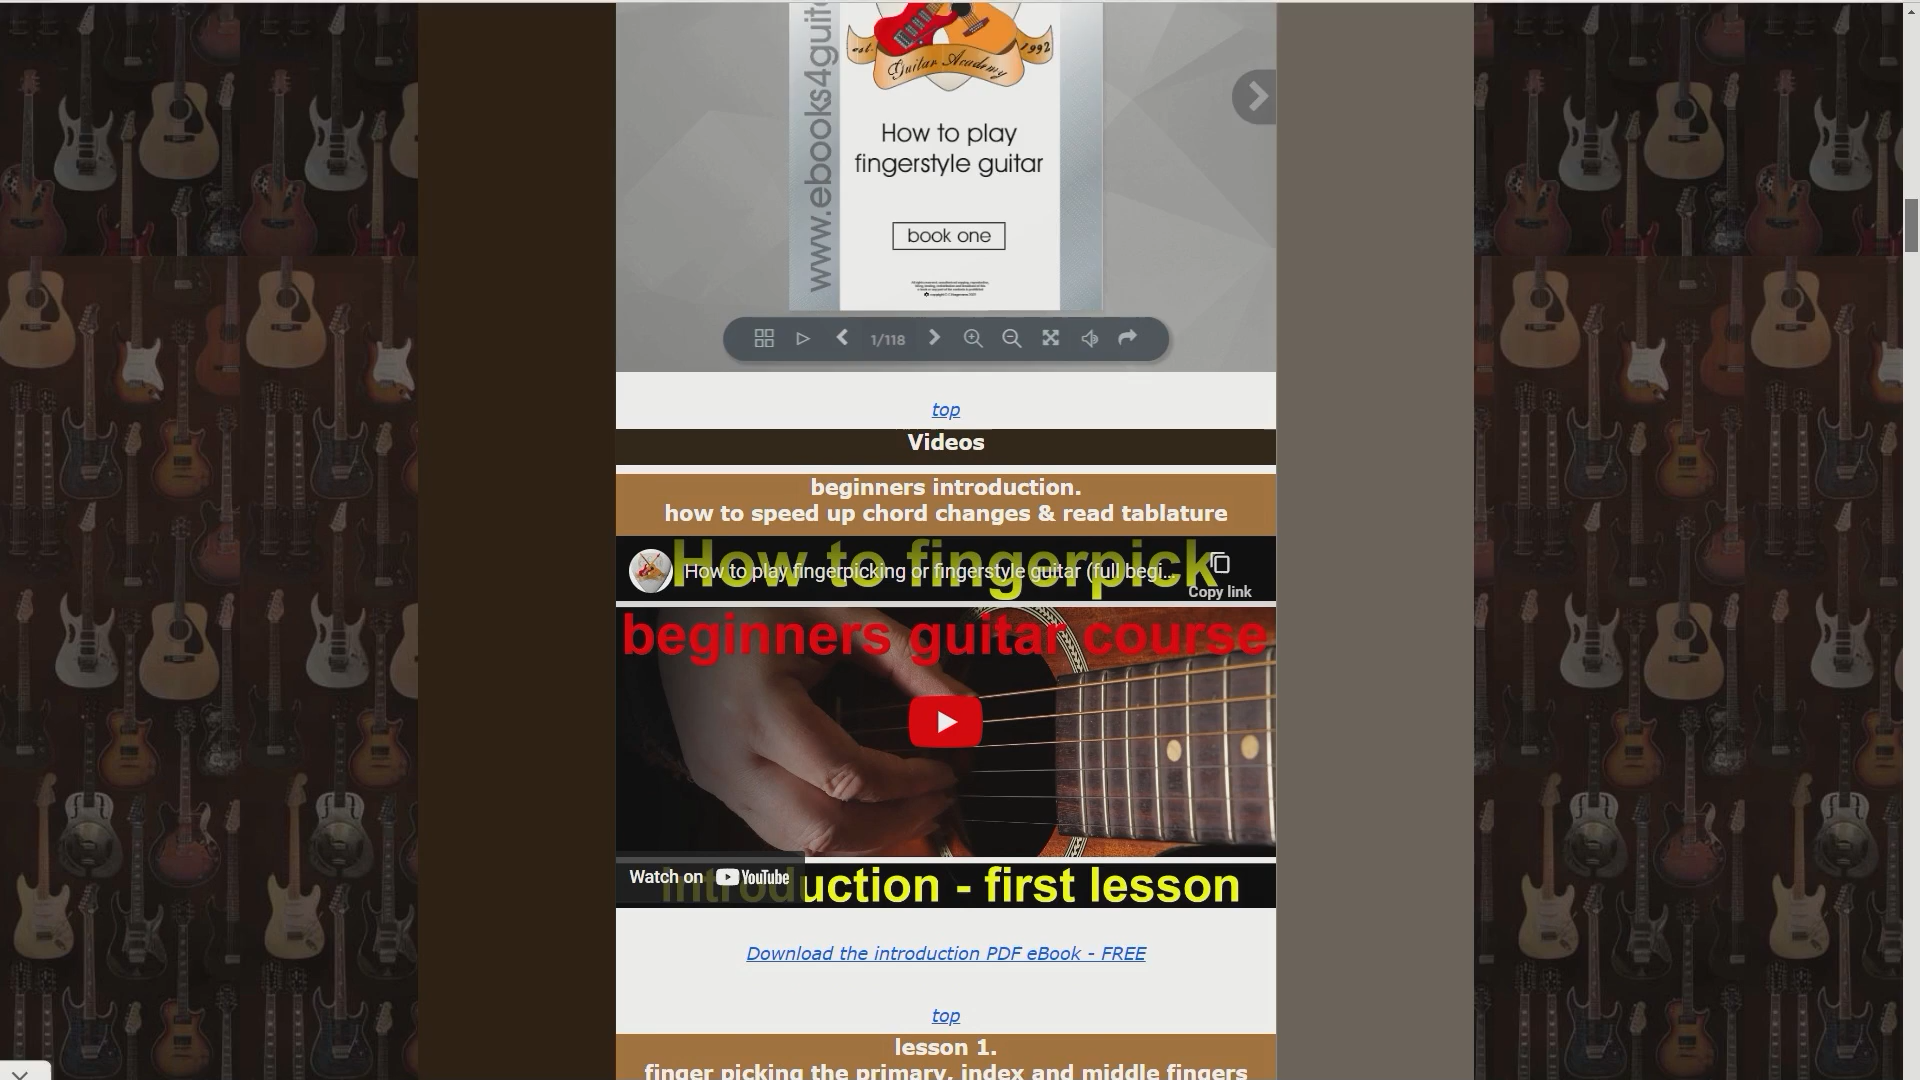 www.ebooks4guit
est. 1992
Guitar Academy
How to play
fingerstyle guitar
book one
1/118
top
Videos
beginners introduction.
how to speed up chord changes & read tablature
How to fingerpick
How to play fingerpicking or fingerstyle guitar (full begi...
Copy link
beginners guitar course
Watch on YouTube
introduction - first lesson
Download the introduction PDF eBook - FREE
top
lesson 1.
finger picking the primary, index and middle fingers